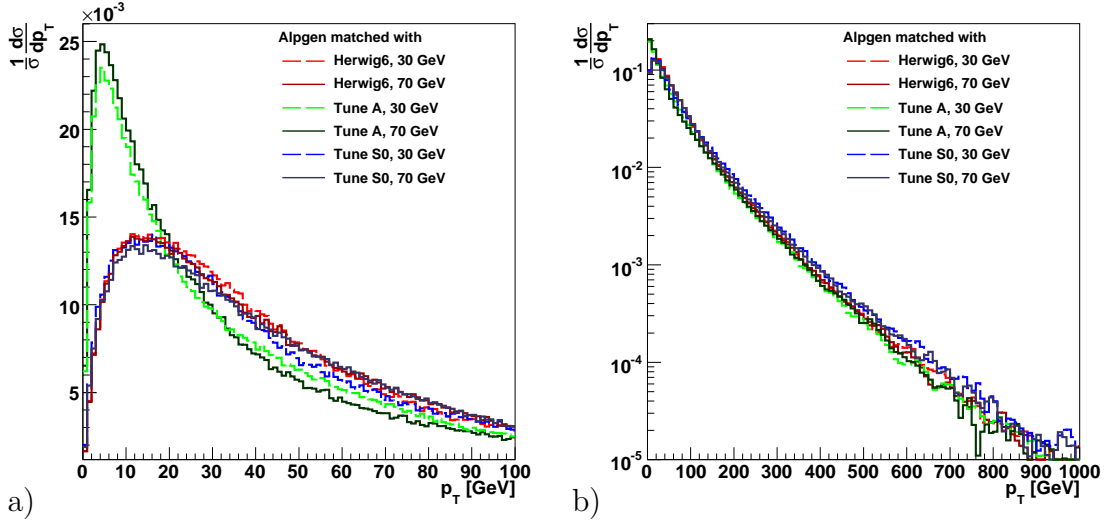 ×10⁻³
25
20
15
10
5
1/σ dσ/dp_T
Alpgen matched with
Herwig6, 30 GeV
Herwig6, 70 GeV
Tune A, 30 GeV
Tune A, 70 GeV
Tune S0, 30 GeV
Tune S0, 70 GeV
0 10 20 30 40 50 60 70 80 90 100
p_T [GeV]
a)
1/σ dσ/dp_T
10⁻¹
10⁻²
10⁻³
10⁻⁴
10⁻⁵
Alpgen matched with
Herwig6, 30 GeV
Herwig6, 70 GeV
Tune A, 30 GeV
Tune A, 70 GeV
Tune S0, 30 GeV
Tune S0, 70 GeV
0 100 200 300 400 500 600 700 800 900 1000
p_T [GeV]
b)